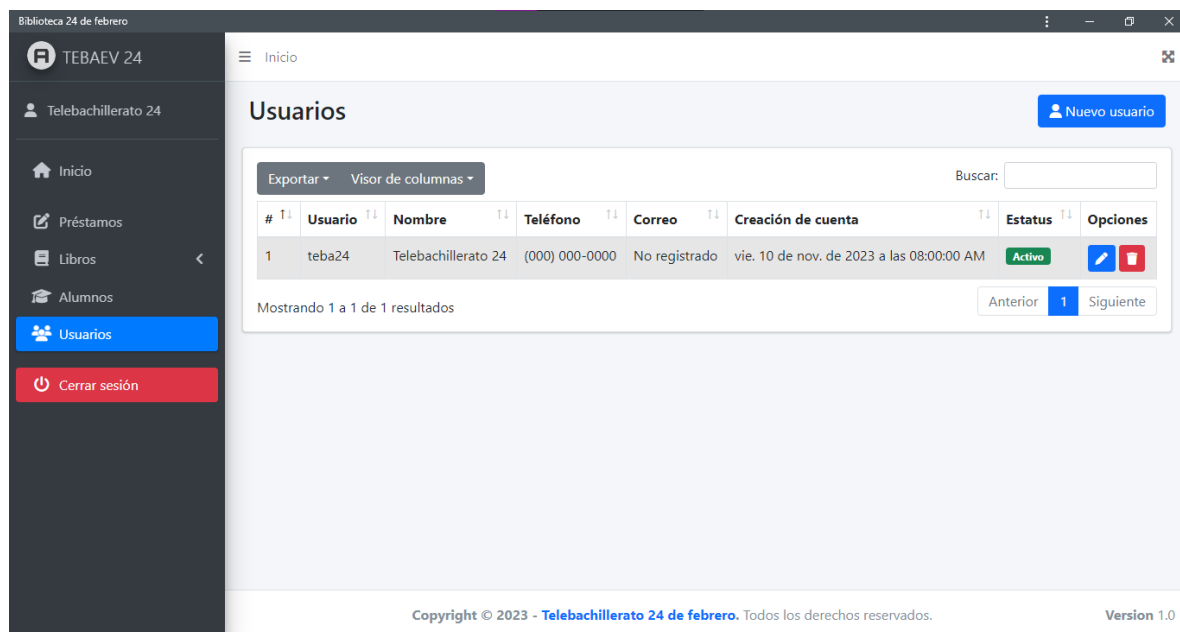 Biblioteca 24 de febrero
TEBAEV 24
Inicio
Telebachillerato 24
Usuarios
Nuevo usuario
Inicio
Préstamos
Libros
Alumnos
Usuarios
Cerrar sesión
Exportar Visor de columnas
Buscar:
# Usuario Nombre Teléfono Correo Creación de cuenta Estatus Opciones
1 teba24 Telebachillerato 24 (000) 000-0000 No registrado vie. 10 de nov. de 2023 a las 08:00:00 AM Activo
Mostrando 1 a 1 de 1 resultados
Anterior 1 Siguiente
Copyright © 2023 - Telebachillerato 24 de febrero. Todos los derechos reservados.
Version 1.0